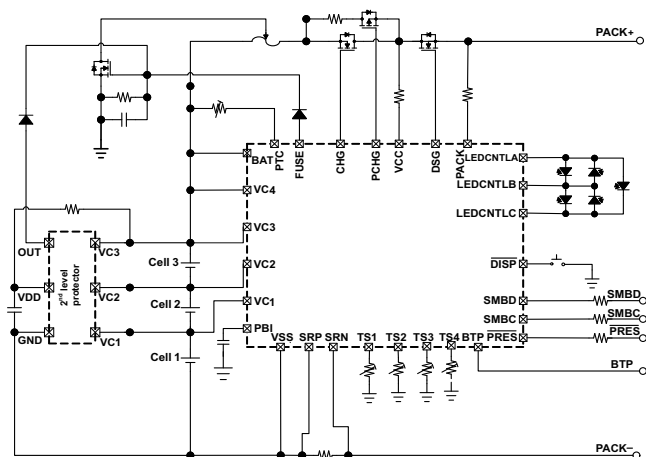 PACK+
BAT
PTC
FUSE
CHG
PCHG
VCC
DSG
PACK
LEDCNTLA
VC4
LEDCNTLB
LEDCNTLC
VC3
OUT
VC3
Cell 3
VC2
DISP
2nd level
protector
VDD
VC2
Cell 2
VC1
SMBD
SMBD
SMBC
SMBC
GND
VC1
Cell 1
PBI
VSS
SRP
SRN
TS1
TS2
TS3
TS4
BTP
PRES
PRES
BTP
PACK–